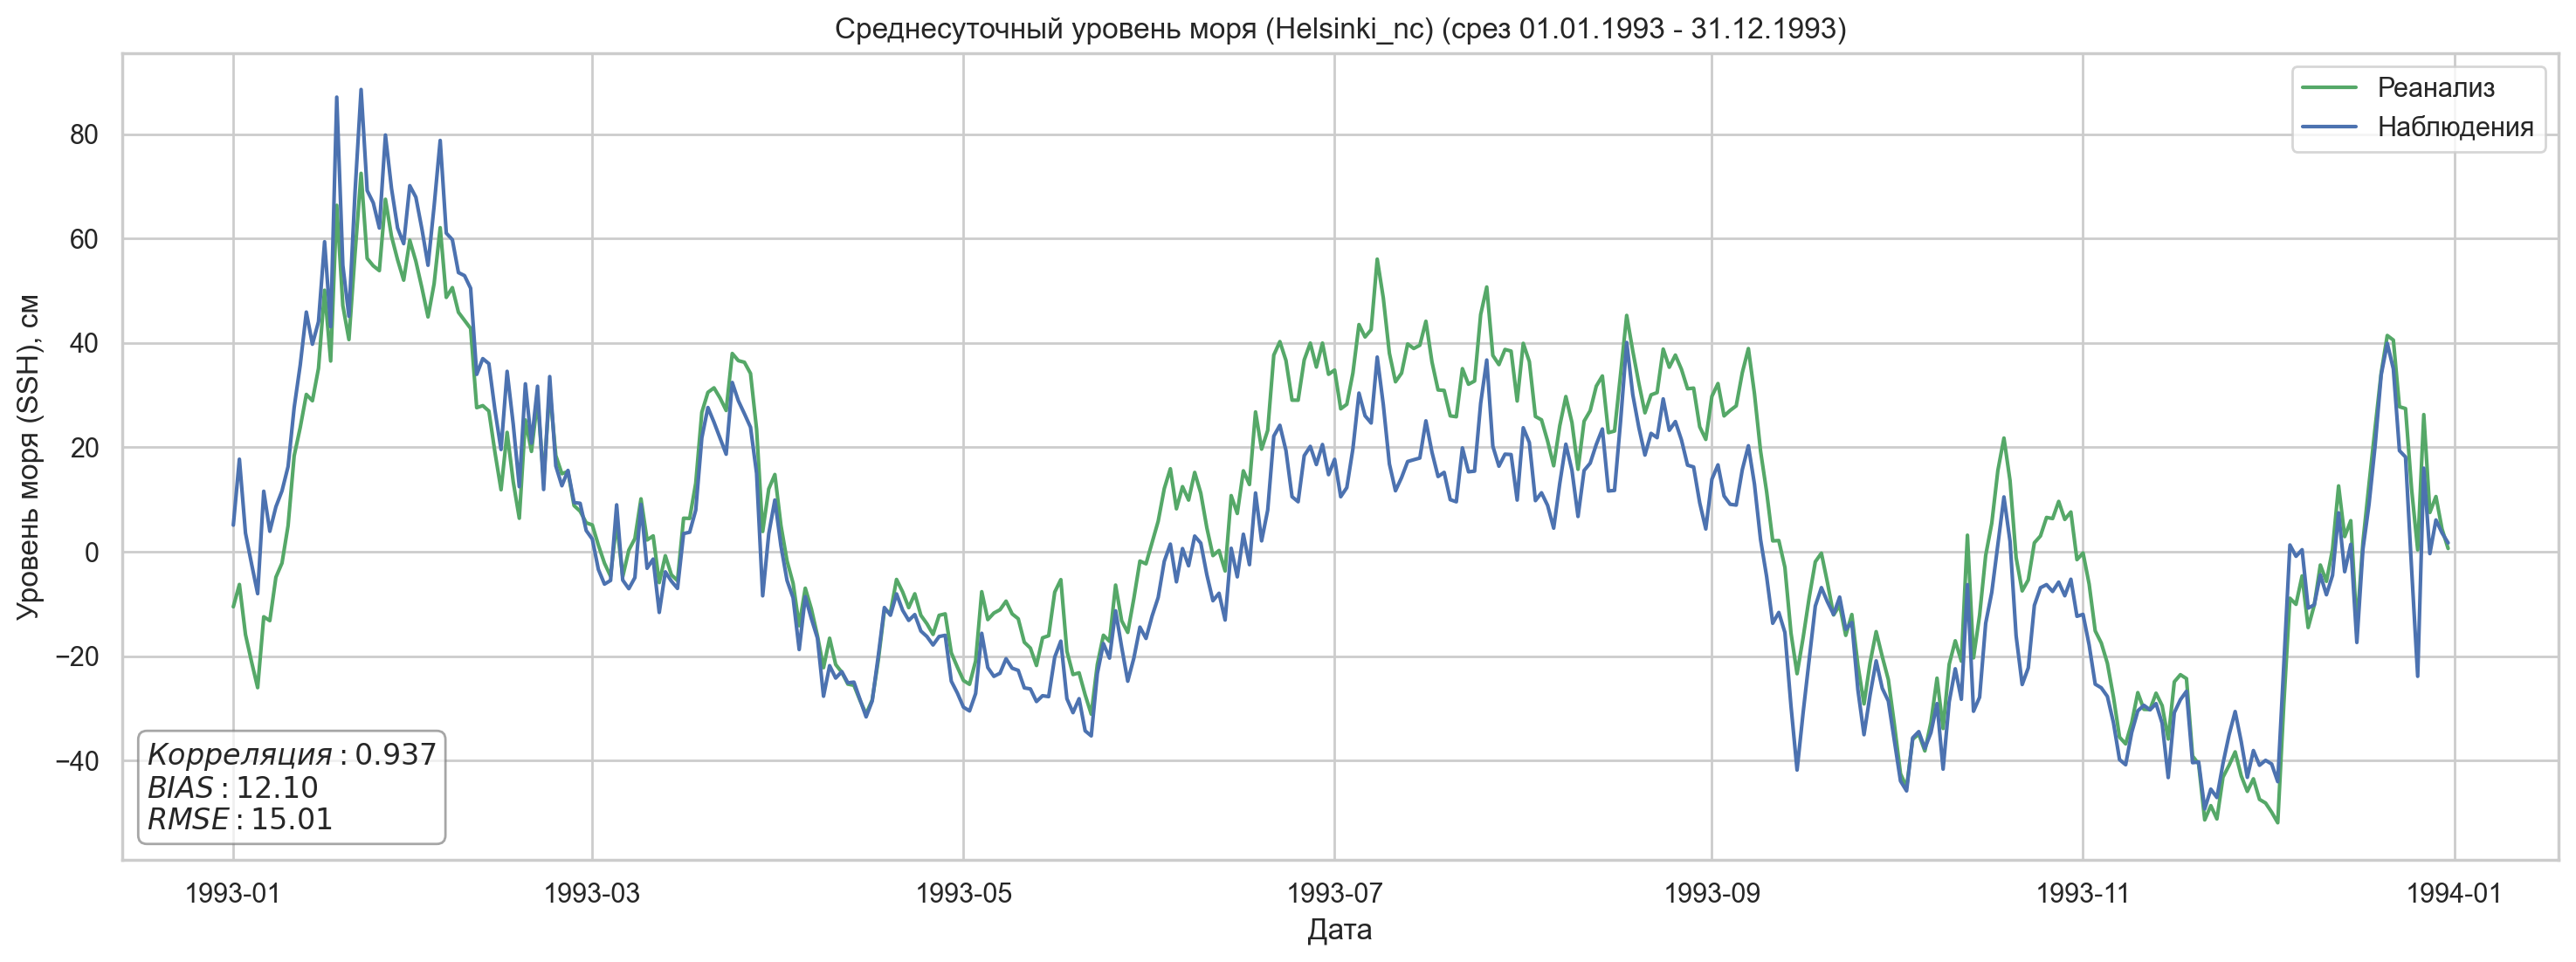 Среднесуточный уровень моря (Helsinki_nc) (срез 01.01.1993 - 31.12.1993)
Реанализ
Наблюдения
Уровень моря (SSH), см
80
60
40
20
0
−20
−40
Корреляция : 0.937
BIAS : 12.10
RMSE : 15.01
1993-01 1993-03 1993-05 1993-07 1993-09 1993-11 1994-01
Дата